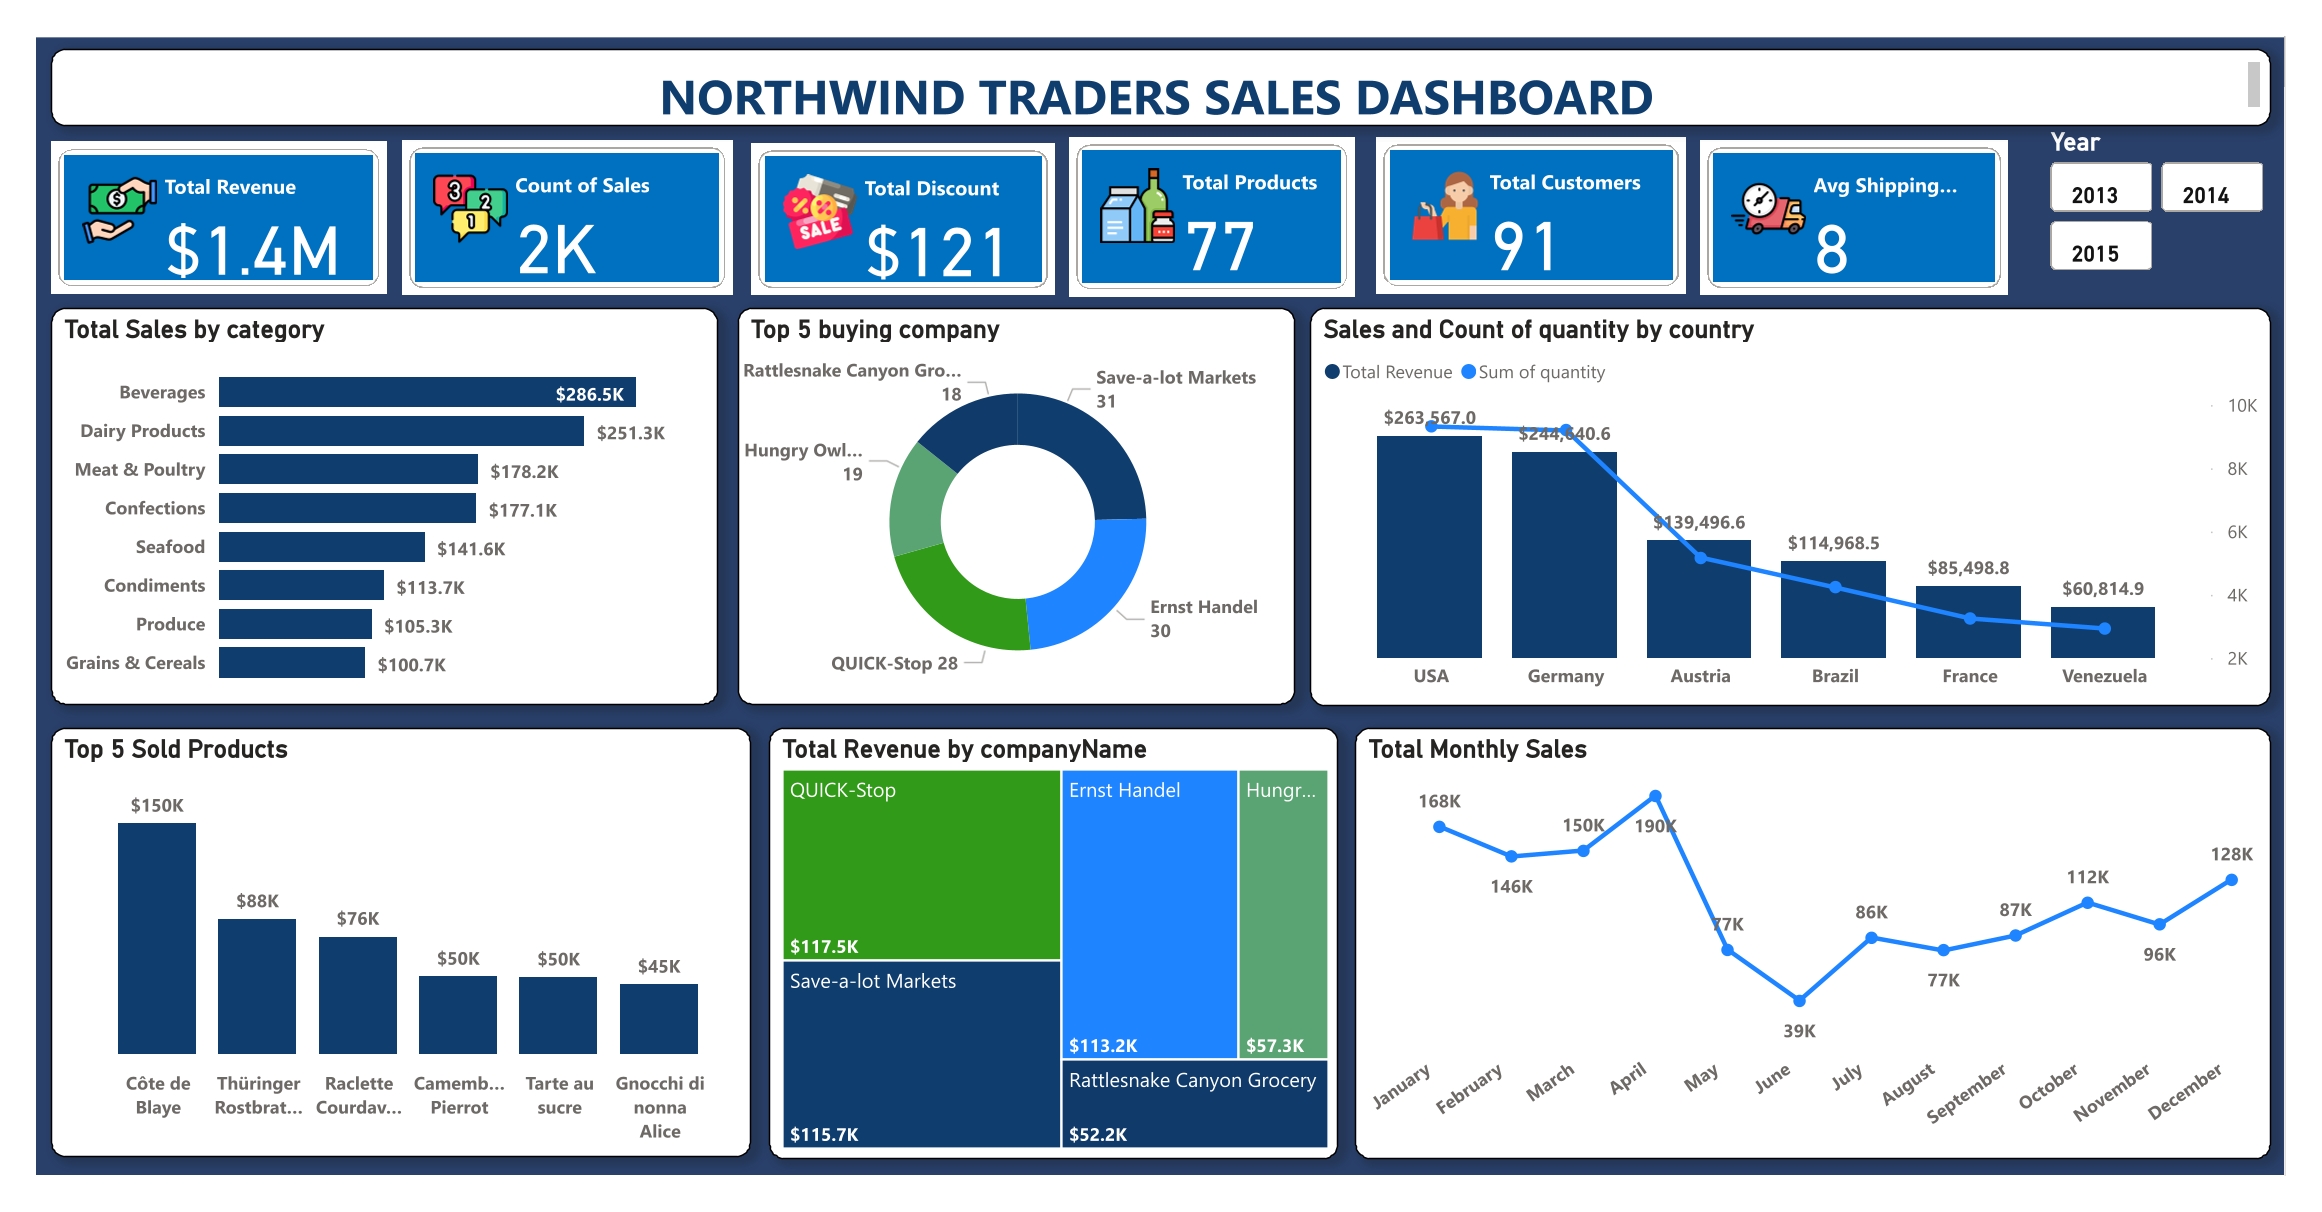 NORTHWIND TRADERS SALES DASHBOARD
Total Revenue
$1.4M
3
2
1
Count of Sales
2K
SALE
Total Discount
$121
Total Products
77
Total Customers
91
Avg Shipping...
8
Year
2013
2014
2015
Total Sales by category
Beverages
$286.5K
Dairy Products
$251.3K
Meat & Poultry
$178.2K
Confections
$177.1K
Seafood
$141.6K
Condiments
$113.7K
Produce
$105.3K
Grains & Cereals
$100.7K
Top 5 buying company
Rattlesnake Canyon Gro...
18
Save-a-lot Markets
31
Hungry Owl...
19
Ernst Handel
30
QUICK-Stop 28
Sales and Count of quantity by country
Total Revenue
Sum of quantity
$263,567.0
$244,640.6
$139,496.6
$114,968.5
$85,498.8
$60,814.9
10K
8K
6K
4K
2K
USA
Germany
Austria
Brazil
France
Venezuela
Top 5 Sold Products
$150K
$88K
$76K
$50K
$50K
$45K
Côte de
Blaye
Thüringer
Rostbrat...
Raclette
Courdav...
Camemb...
Pierrot
Tarte au
sucre
Gnocchi di
nonna
Alice
Total Revenue by companyName
QUICK-Stop
$117.5K
Save-a-lot Markets
$115.7K
Ernst Handel
$113.2K
Hungr...
$57.3K
Rattlesnake Canyon Grocery
$52.2K
Total Monthly Sales
168K
146K
150K
190K
77K
39K
86K
77K
87K
112K
96K
128K
January
February
March
April
May
June
July
August
September
October
November
December